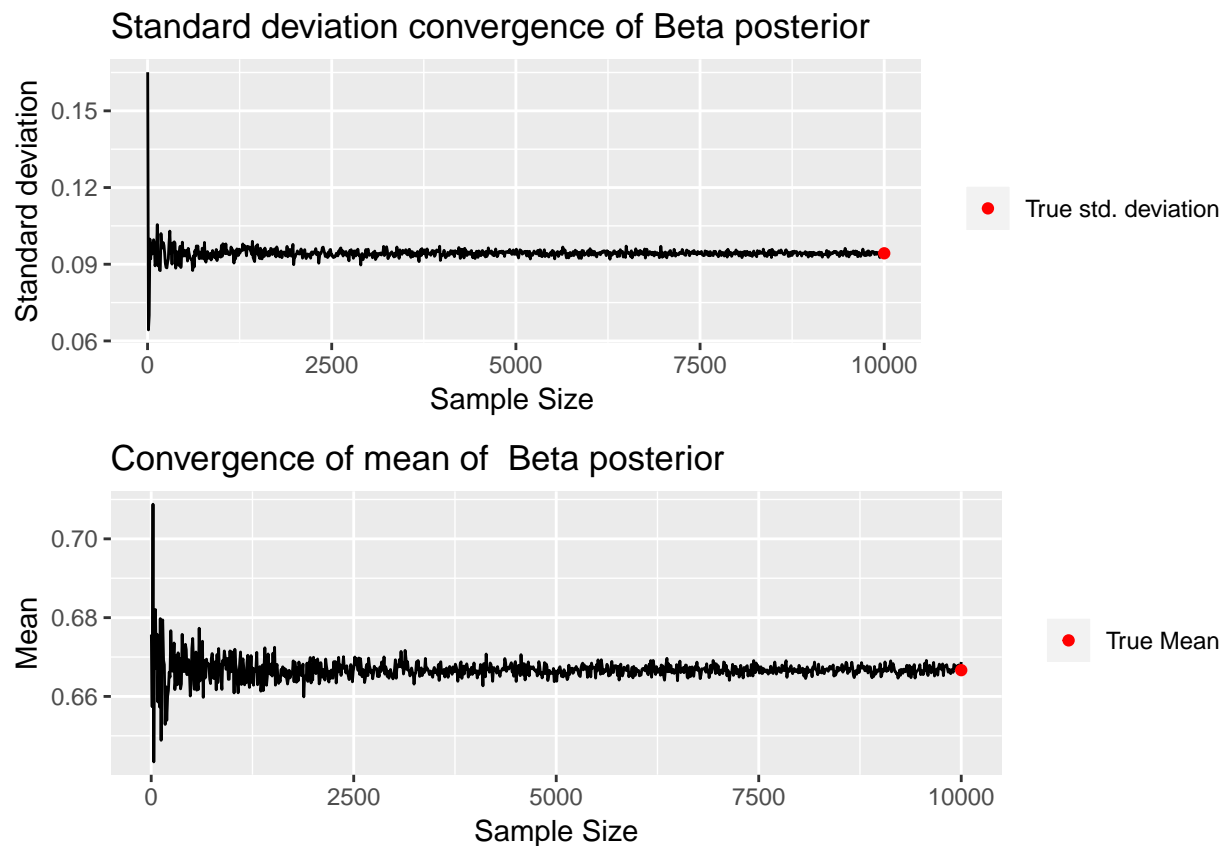 Standard deviation convergence of Beta posterior
Standard deviation
0.15
0.12
0.09
0.06
0 2500 5000 7500 10000
Sample Size
True std. deviation
Convergence of mean of  Beta posterior
Mean
0.70
0.68
0.66
0 2500 5000 7500 10000
Sample Size
True Mean